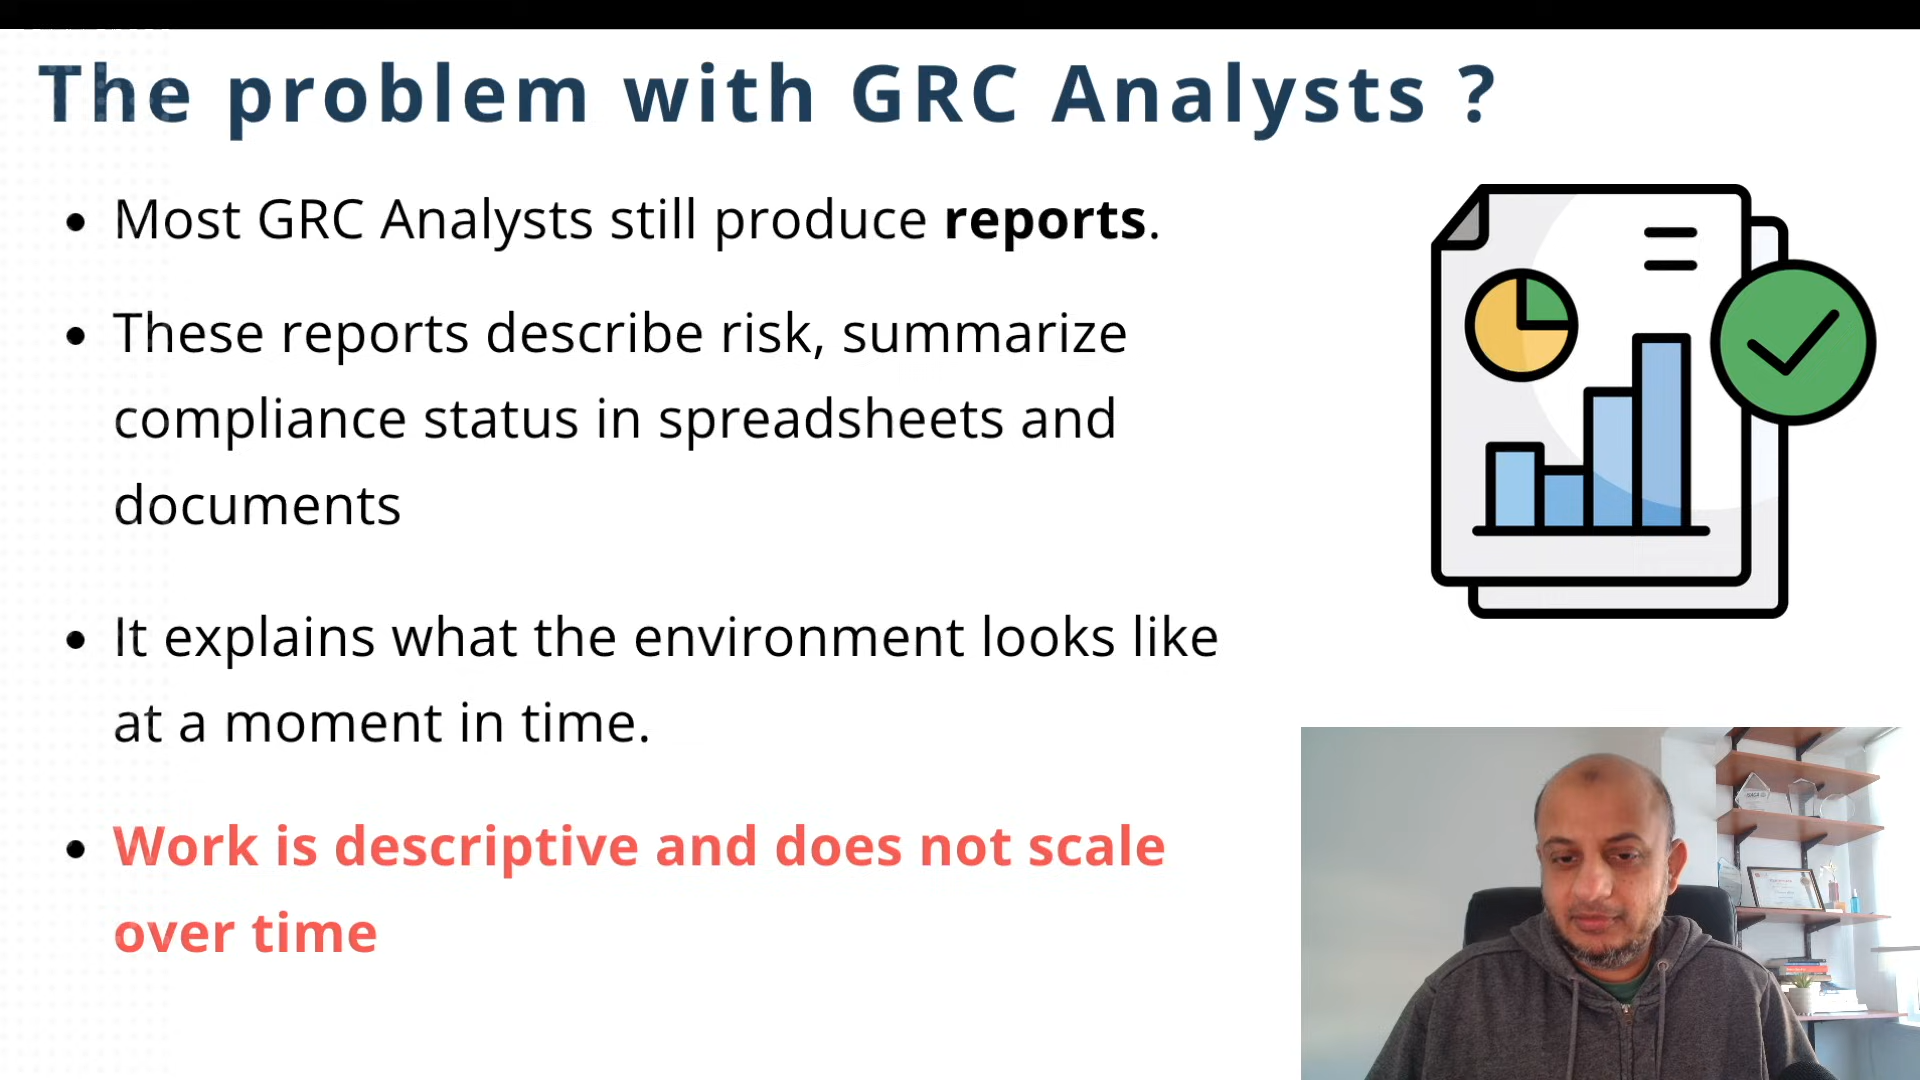 The problem with GRC Analysts ?
• Most GRC Analysts still produce reports.
• These reports describe risk, summarize
compliance status in spreadsheets and
documents
• It explains what the environment looks like
at a moment in time.
• Work is descriptive and does not scale
over time